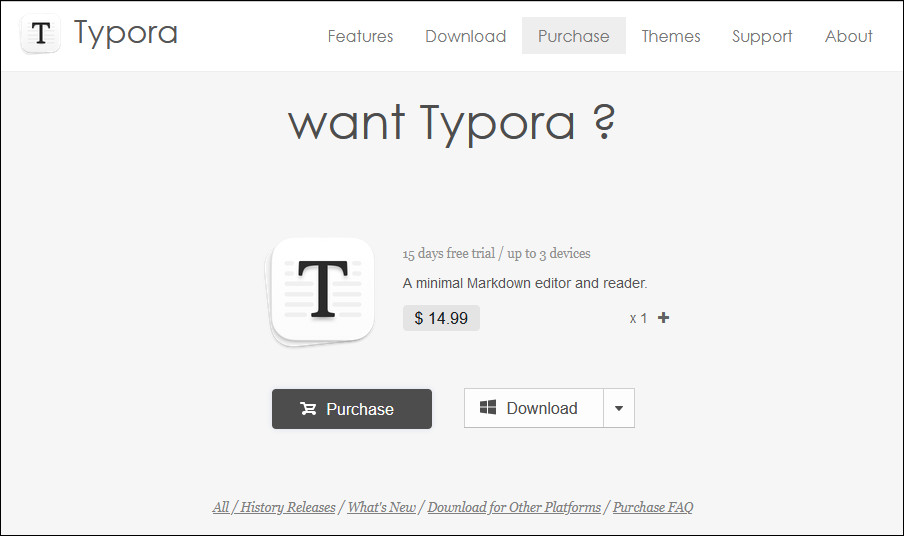 T Typora
Features Download Purchase Themes Support About
want Typora ?
T
15 days free trial / up to 3 devices
A minimal Markdown editor and reader.
$ 14.99 x 1 +
Purchase Download
All / History Releases / What's New / Download for Other Platforms / Purchase FAQ